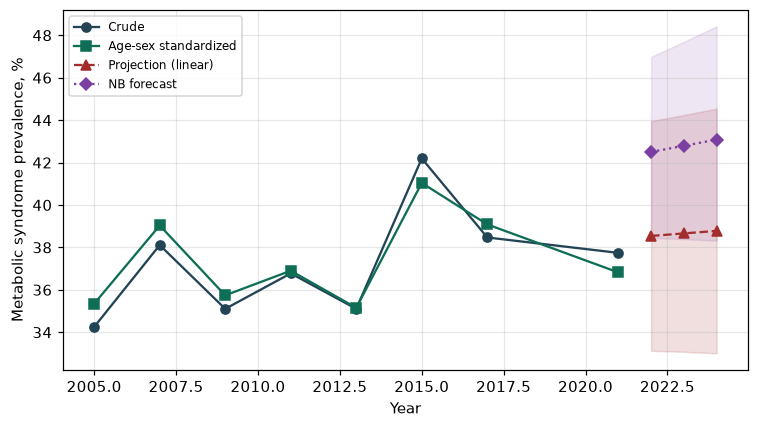 Crude
Age-sex standardized
Projection (linear)
NB forecast
Metabolic syndrome prevalence, %
48
46
44
42
40
38
36
34
2005.0 2007.5 2010.0 2012.5 2015.0 2017.5 2020.0 2022.5
Year